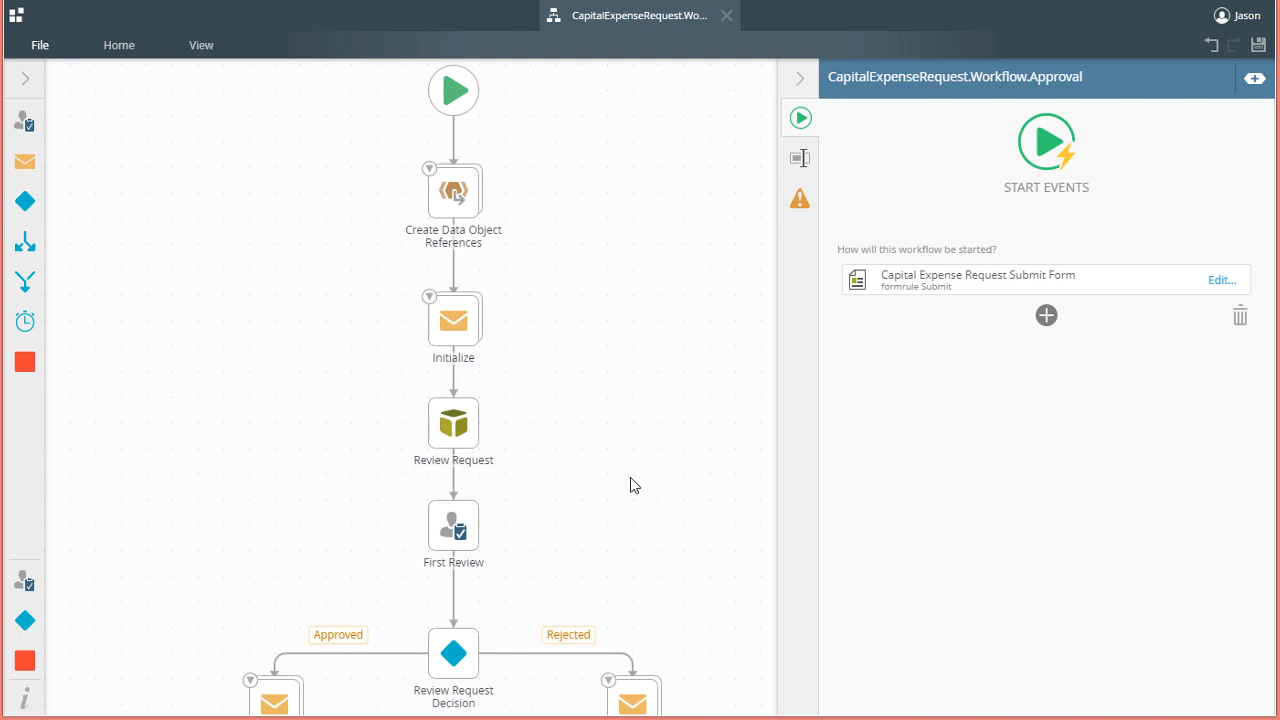 CapitalExpenseRequest.Wo...
Jason
File
Home
View
CapitalExpenseRequest.Workflow.Approval
START EVENTS
How will this workflow be started?
Capital Expense Request Submit Form
formrule Submit
Edit...
Create Data Object
References
Initialize
Review Request
First Review
Approved
Rejected
Review Request
Decision